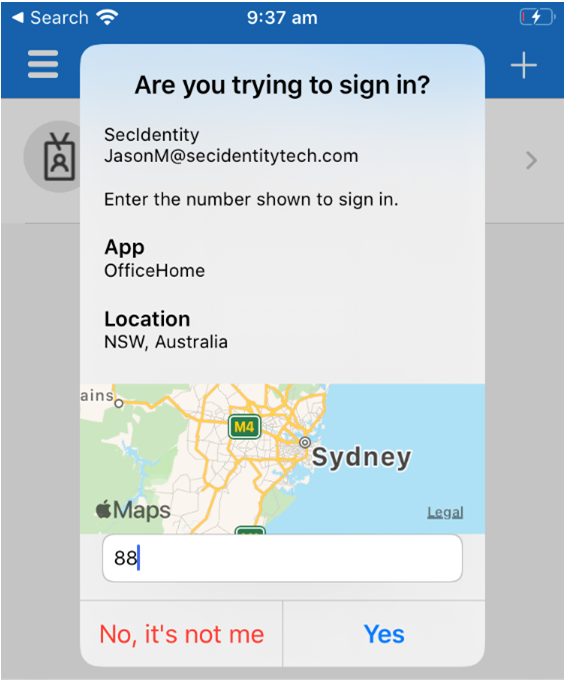 Search 9:37 am
Are you trying to sign in?
SecIdentity
JasonM@secidentitytech.com
Enter the number shown to sign in.
App
OfficeHome
Location
NSW, Australia
ains
M4
Sydney
Maps
Legal
88
No, it's not me
Yes